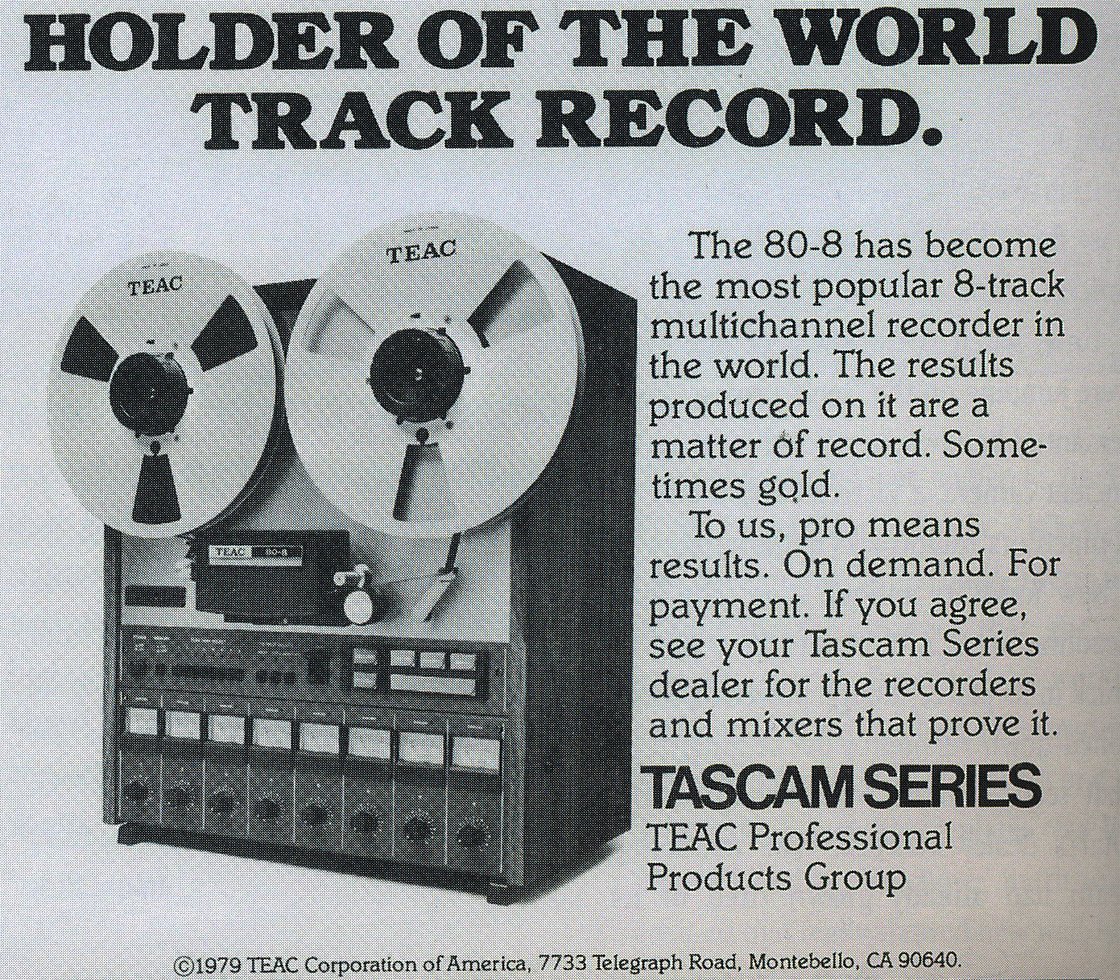 HOLDER OF THE WORLD
TRACK RECORD.
TEAC
TEAC
TEAC 80-8
The 80-8 has become
the most popular 8-track
multichannel recorder in
the world. The results
produced on it are a
matter of record. Some-
times gold.
To us, pro means
results. On demand. For
payment. If you agree,
see your Tascam Series
dealer for the recorders
and mixers that prove it.
TASCAM SERIES
TEAC Professional
Products Group
©1979 TEAC Corporation of America, 7733 Telegraph Road, Montebello, CA 90640.